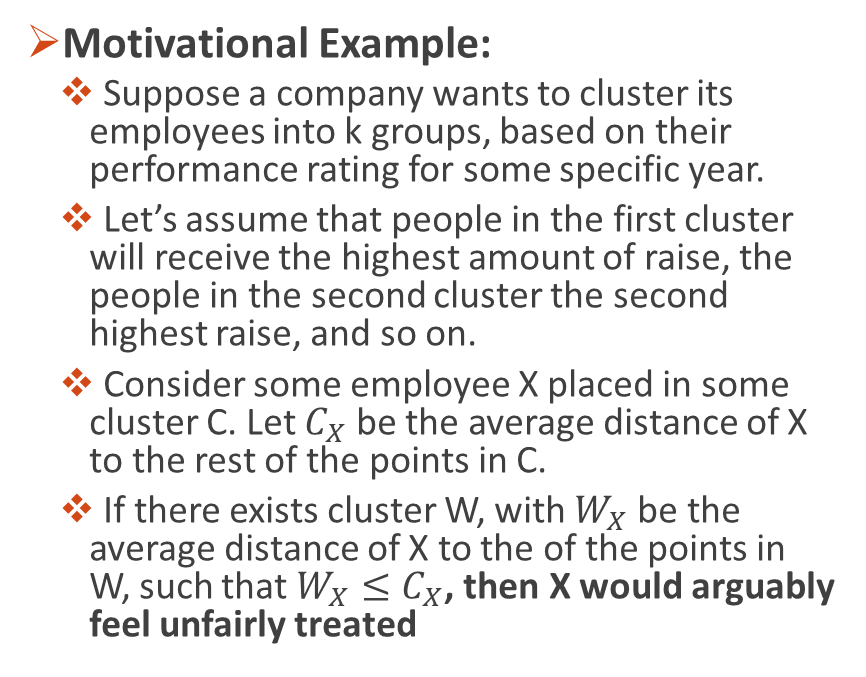 ➢Motivational Example:
❖ Suppose a company wants to cluster its
employees into k groups, based on their
performance rating for some specific year.
❖ Let’s assume that people in the first cluster
will receive the highest amount of raise, the
people in the second cluster the second
highest raise, and so on.
❖ Consider some employee X placed in some
cluster C. Let 𝐶_𝑋 be the average distance of X
to the rest of the points in C.
❖ If there exists cluster W, with 𝑊_𝑋 be the
average distance of X to the of the points in
W, such that 𝑊_𝑋 ≤ 𝐶_𝑋, then X would arguably
feel unfairly treated